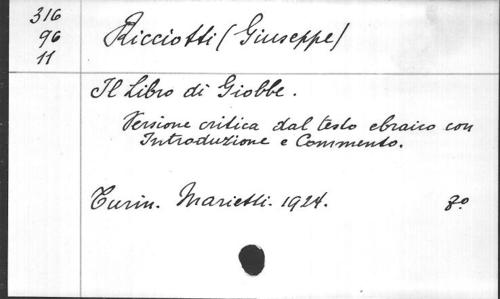 316
96
11
Ricciotti (Giuseppe)
Il Libro di Giobbe.
Versione critica dal testo ebraico con
Introduzione e Commento.
Turin. Marietti. 1924. 8º